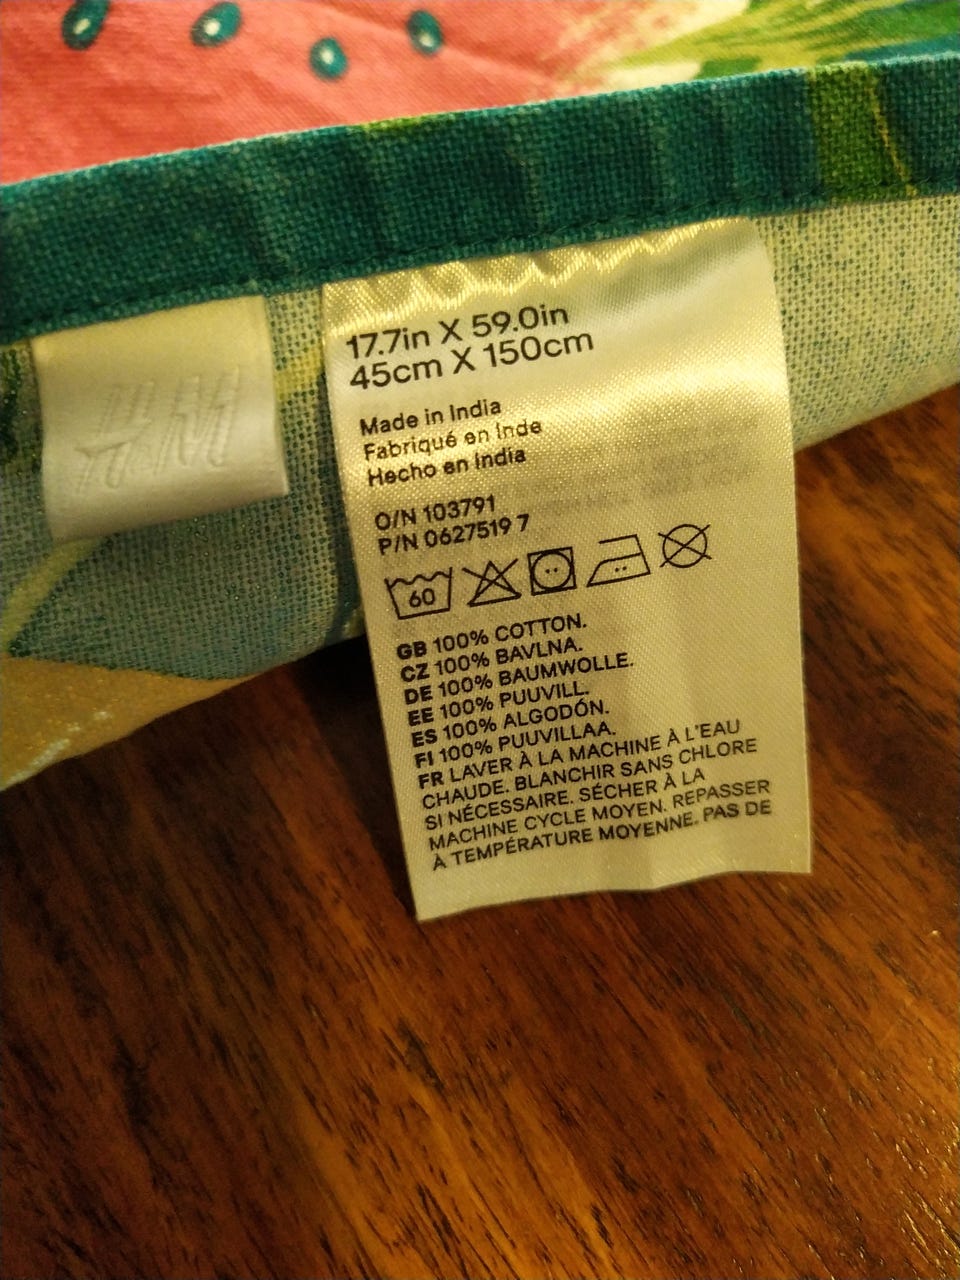 H&M
17.7in X 59.0in
45cm X 150cm
Made in India
Fabriqué en Inde
Hecho en India
O/N 103791
P/N 0627519 7
60
GB 100% COTTON.
CZ 100% BAVLNA.
DE 100% BAUMWOLLE.
EE 100% PUUVILL.
ES 100% ALGODÓN.
FI 100% PUUVILLAA.
FR LAVER À LA MACHINE À L'EAU
CHAUDE. BLANCHIR SANS CHLORE
SI NÉCESSAIRE. SÉCHER À LA
MACHINE CYCLE MOYEN. REPASSER
À TEMPÉRATURE MOYENNE. PAS DE